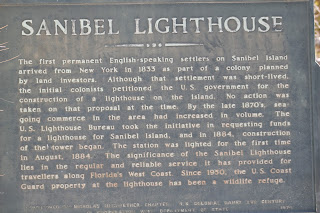 SANIBEL LIGHTHOUSE
The first permanent English-speaking settlers on Sanibel Island
arrived from New York in 1833 as part of a colony planned
by land investors. Although that settlement was short-lived,
the initial colonists petitioned the U.S. government for the
construction of a lighthouse on the island. No action was
taken on that proposal at the time. By the late 1870's, sea-
going commerce in the area had increased in volume. The
U.S. Lighthouse Bureau took the initiative in requesting funds
for a lighthouse for Sanibel Island, and in 1884, construction
of the tower began. The station was lighted for the first time
in August, 1884. The significance of the Sanibel Lighthouse
lies in the regular and reliable service it has provided for
travellers along Florida's West Coast. Since 1950, the U.S. Coast
Guard property at the lighthouse has been a wildlife refuge.
DEPARTMENT OF STATE